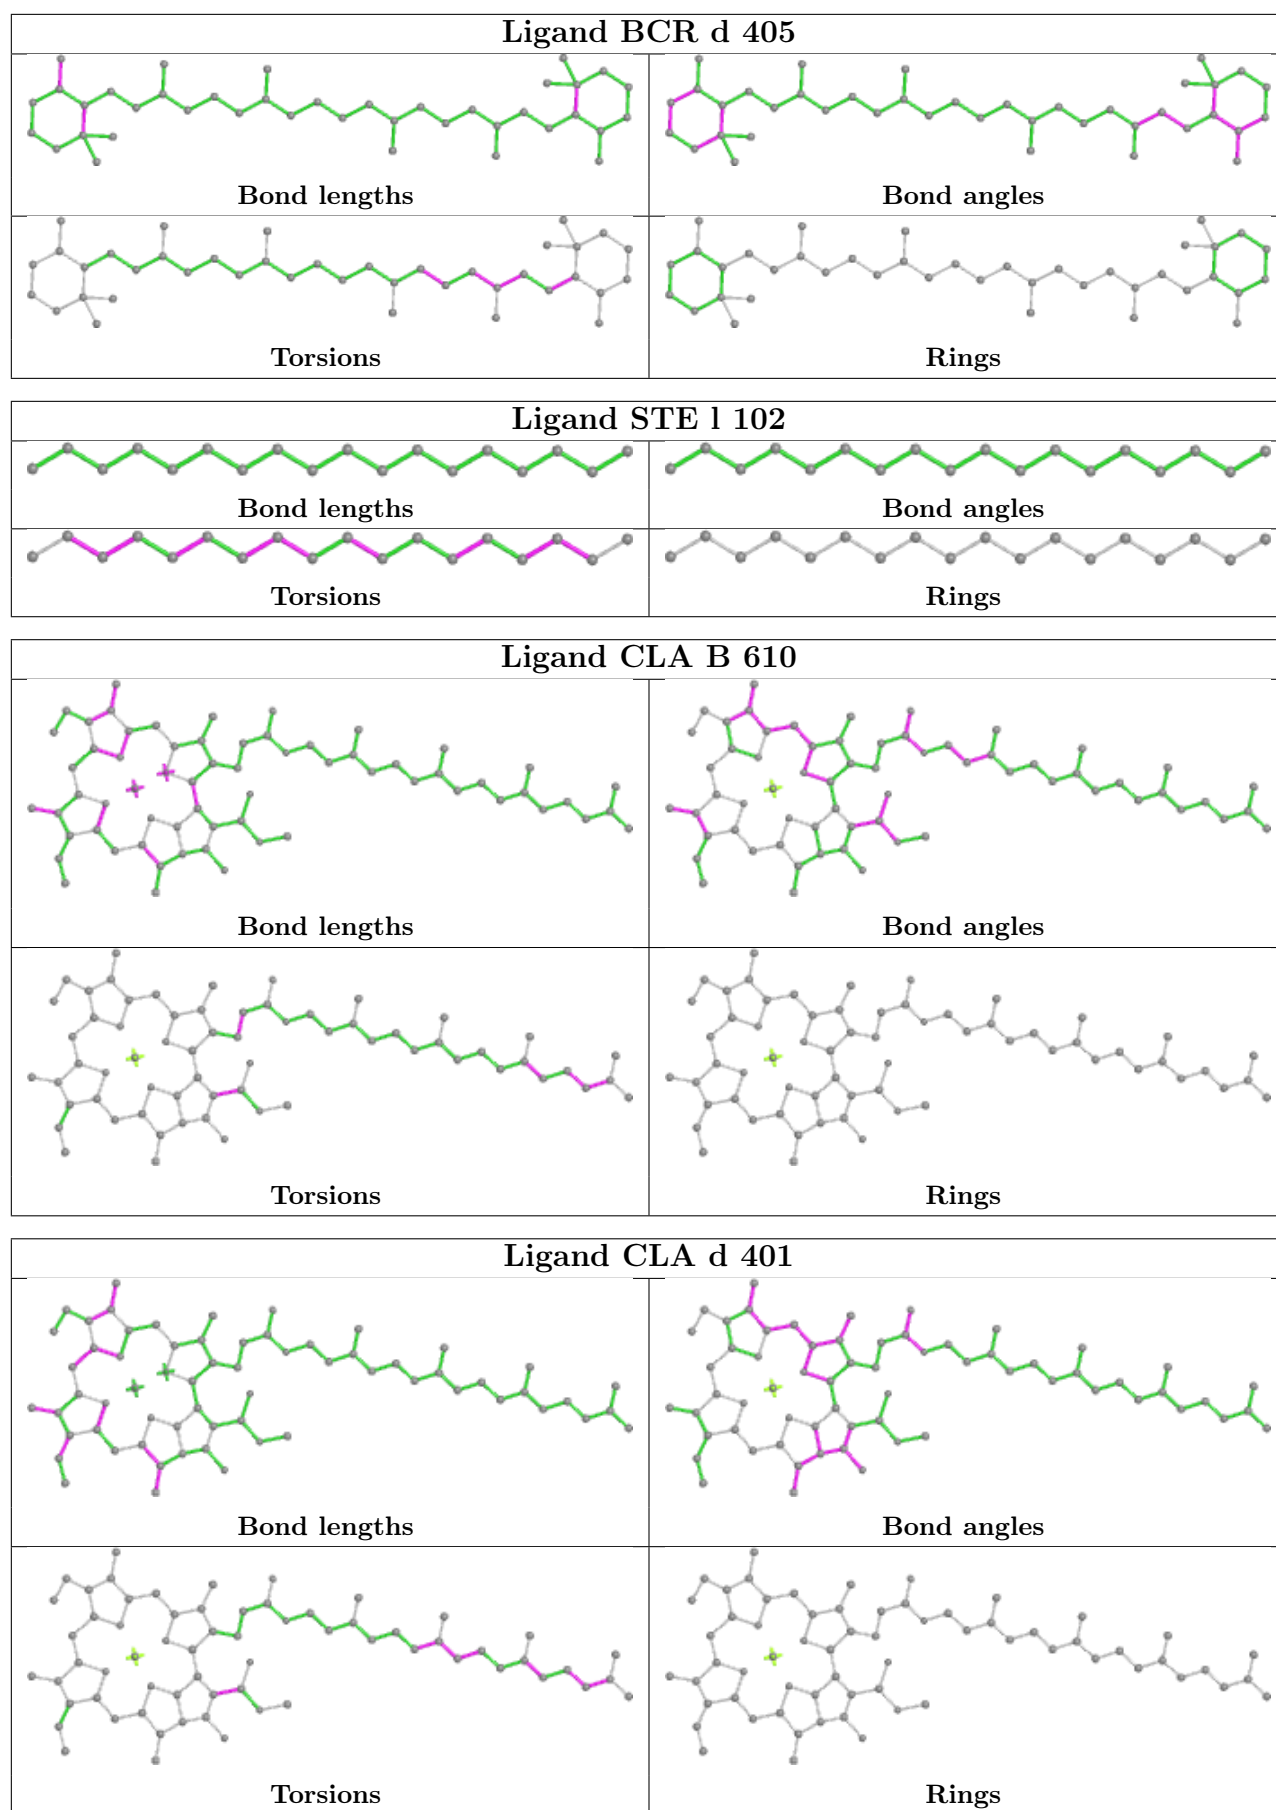 Ligand BCR d 405
Bond lengths
Bond angles
Torsions
Rings
Ligand STE l 102
Bond lengths
Bond angles
Torsions
Rings
Ligand CLA B 610
Bond lengths
Bond angles
Torsions
Rings
Ligand CLA d 401
Bond lengths
Bond angles
Torsions
Rings